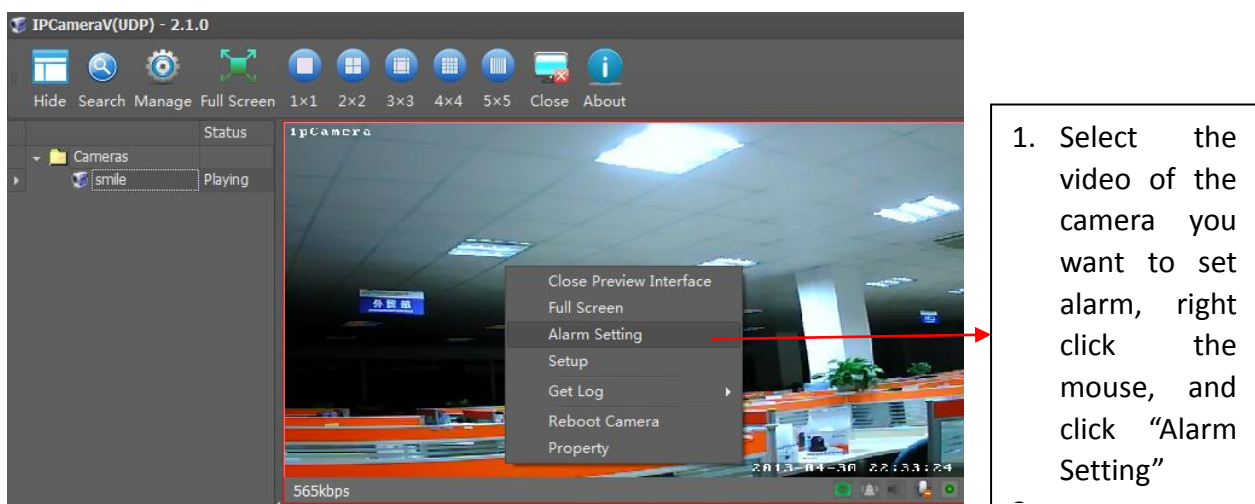 IPCameraV(UDP) - 2.1.0
Hide Search Manage Full Screen 1×1 2×2 3×3 4×4 5×5 Close About
Status
Cameras
smile Playing
IpCamera
外贸部
Close Preview Interface
Full Screen
Alarm Setting
Setup
Get Log
Reboot Camera
Property
2013-04-30 22:33:24
565kbps
1. Select the
video of the
camera you
want to set
alarm, right
click the
mouse, and
click “Alarm
Setting”